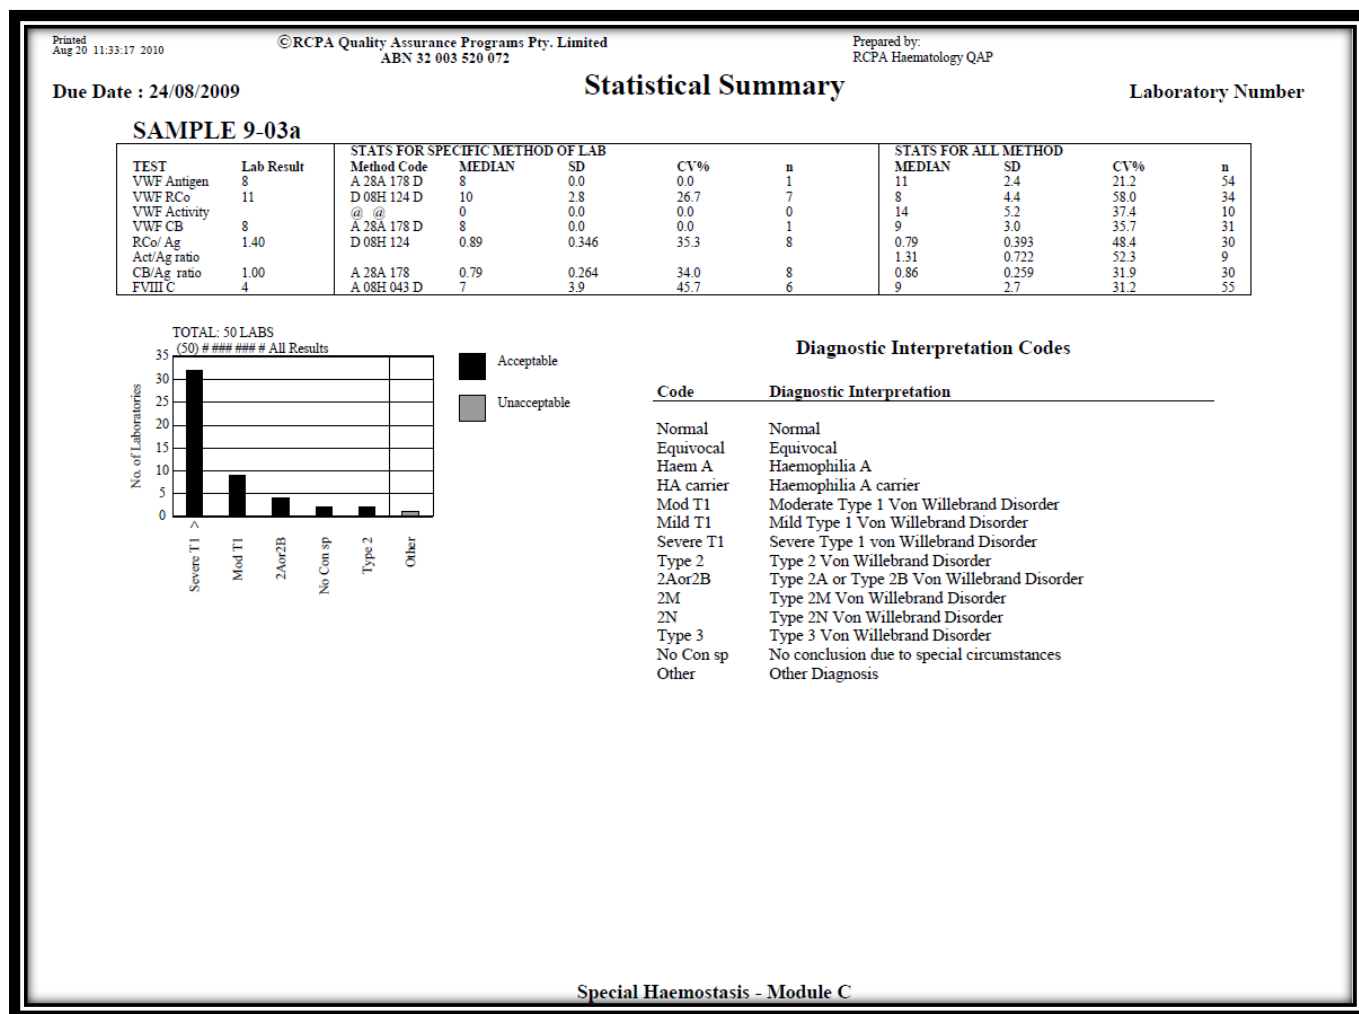 Printed
Aug 20 11:33:17 2010
©RCPA Quality Assurance Programs Pty. Limited
ABN 32 003 520 072
Prepared by:
RCPA Haematology QAP
Due Date : 24/08/2009
Statistical Summary
Laboratory Number
SAMPLE 9-03a
STATS FOR SPECIFIC METHOD OF LAB STATS FOR ALL METHOD
TEST Lab Result Method Code MEDIAN SD CV% n MEDIAN SD CV% n
VWF Antigen 8 A 28A 178 D 8 0.0 0.0 1 11 2.4 21.2 54
VWF RCo 11 D 08H 124 D 10 2.8 26.7 7 8 4.4 58.0 34
VWF Activity @ @ 0 0.0 0.0 0 14 5.2 37.4 10
VWF CB 8 A 28A 178 D 8 0.0 0.0 1 9 3.0 35.7 31
RCo/ Ag 1.40 D 08H 124 0.89 0.346 35.3 8 0.79 0.393 48.4 30
Act/Ag ratio 1.31 0.722 52.3 9
CB/Ag ratio 1.00 A 28A 178 0.79 0.264 34.0 8 0.86 0.259 31.9 30
FVIII C 4 A 08H 043 D 7 3.9 45.7 6 9 2.7 31.2 55
TOTAL: 50 LABS
(50) # ### ### # All Results
No. of Laboratories
35
30
25
20
15
10
5
0
^
Severe T1
Mod T1
2Aor2B
No Con sp
Type 2
Other
Acceptable
Unacceptable
Diagnostic Interpretation Codes
Code Diagnostic Interpretation
Normal Normal
Equivocal Equivocal
Haem A Haemophilia A
HA carrier Haemophilia A carrier
Mod T1 Moderate Type 1 Von Willebrand Disorder
Mild T1 Mild Type 1 Von Willebrand Disorder
Severe T1 Severe Type 1 von Willebrand Disorder
Type 2 Type 2 Von Willebrand Disorder
2Aor2B Type 2A or Type 2B Von Willebrand Disorder
2M Type 2M Von Willebrand Disorder
2N Type 2N Von Willebrand Disorder
Type 3 Type 3 Von Willebrand Disorder
No Con sp No conclusion due to special circumstances
Other Other Diagnosis
Special Haemostasis - Module C